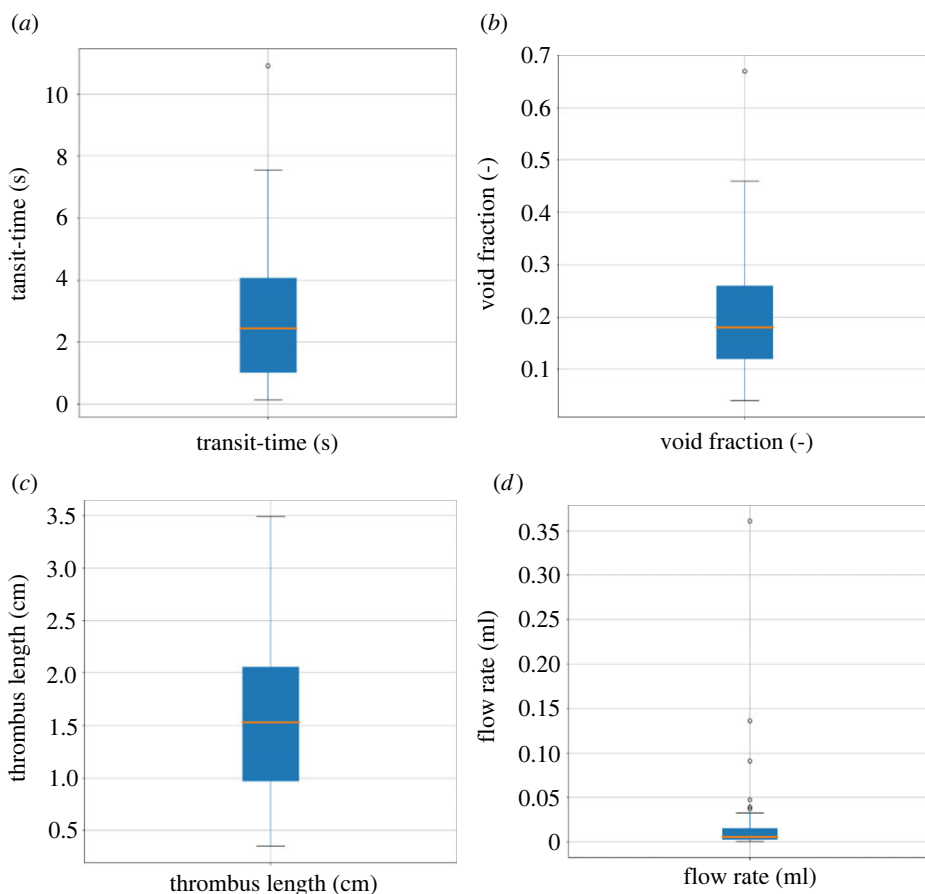 (a)
10
8
6
4
2
0
tansit-time (s)
transit-time (s)
(b)
0.7
0.6
0.5
0.4
0.3
0.2
0.1
void fraction (-)
void fraction (-)
(c)
3.5
3.0
2.5
2.0
1.5
1.0
0.5
thrombus length (cm)
thrombus length (cm)
(d)
0.35
0.30
0.25
0.20
0.15
0.10
0.05
0
flow rate (ml)
flow rate (ml)